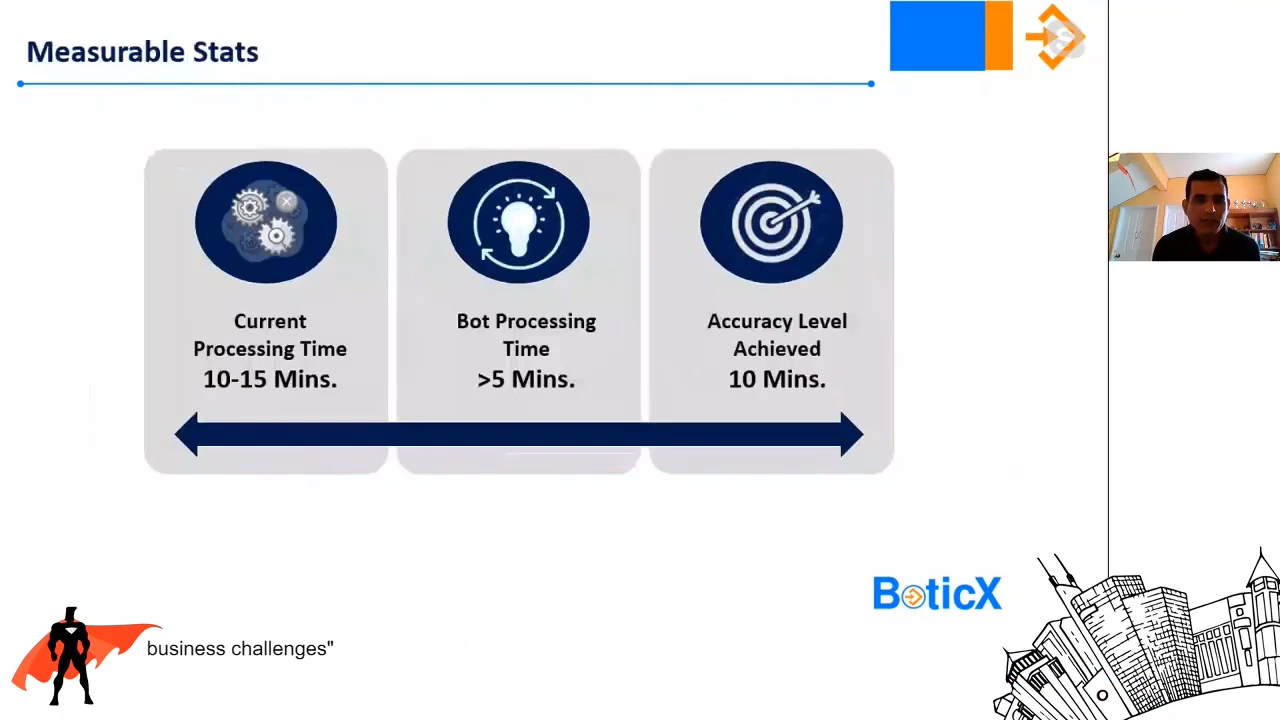 Measurable Stats
Current
Processing Time
10-15 Mins.
Bot Processing
Time
>5 Mins.
Accuracy Level
Achieved
10 Mins.
BoticX
business challenges"